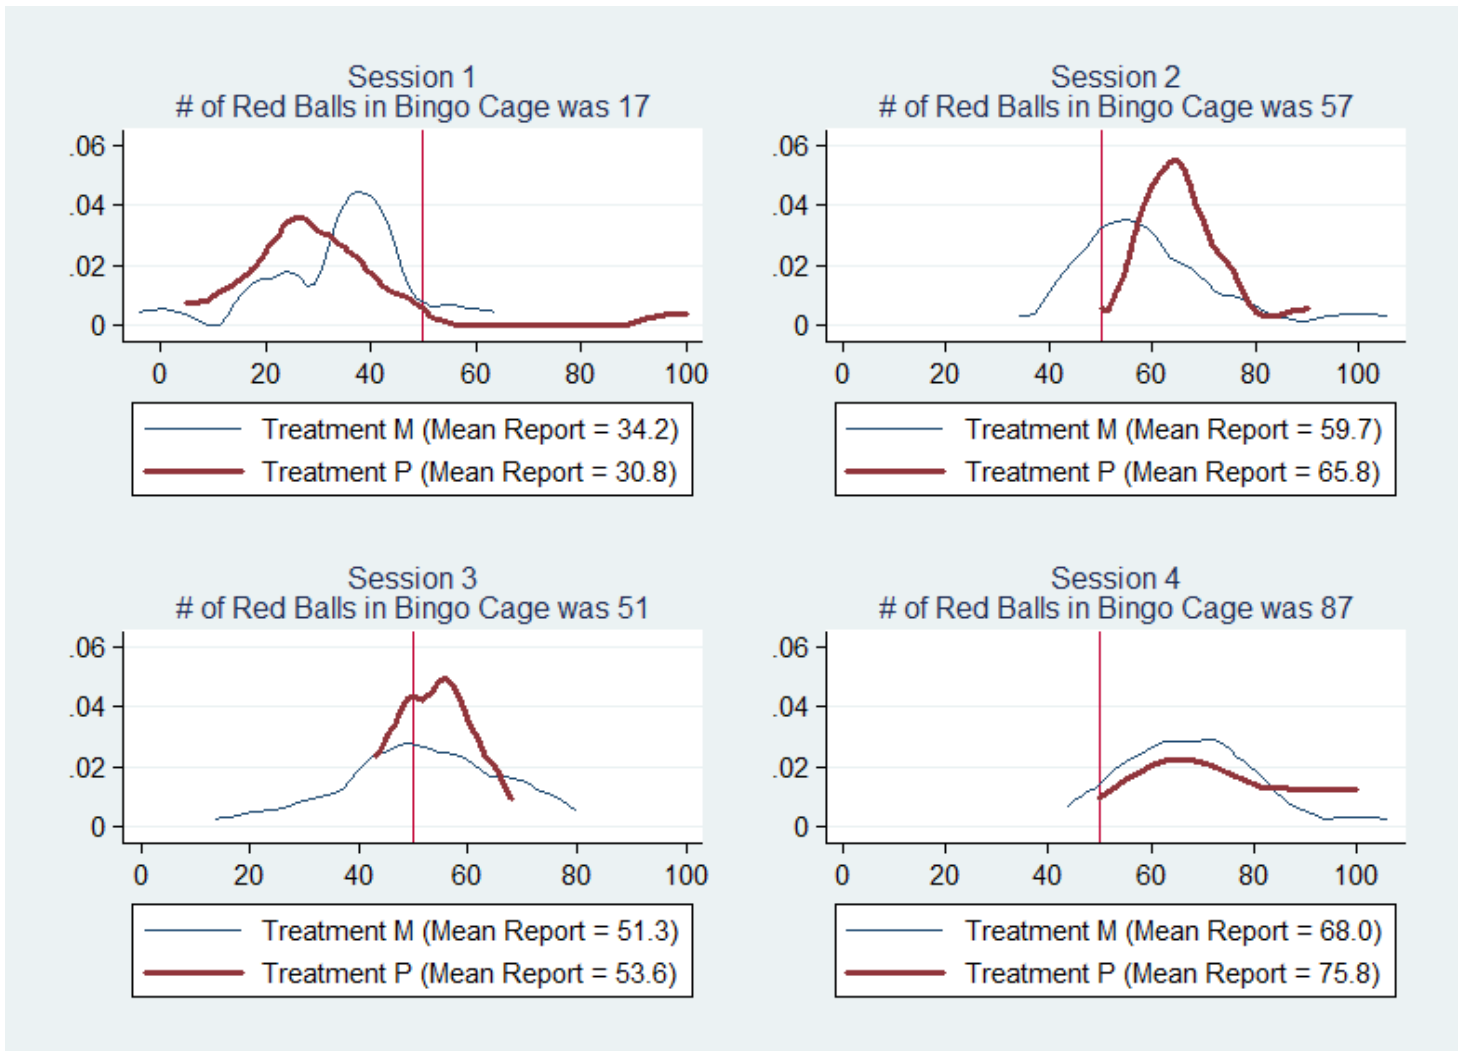 Session 1
# of Red Balls in Bingo Cage was 17
.06
.04
.02
0
0 20 40 60 80 100
Treatment M (Mean Report = 34.2)
Treatment P (Mean Report = 30.8)
Session 2
# of Red Balls in Bingo Cage was 57
.06
.04
.02
0
0 20 40 60 80 100
Treatment M (Mean Report = 59.7)
Treatment P (Mean Report = 65.8)
Session 3
# of Red Balls in Bingo Cage was 51
.06
.04
.02
0
0 20 40 60 80 100
Treatment M (Mean Report = 51.3)
Treatment P (Mean Report = 53.6)
Session 4
# of Red Balls in Bingo Cage was 87
.06
.04
.02
0
0 20 40 60 80 100
Treatment M (Mean Report = 68.0)
Treatment P (Mean Report = 75.8)